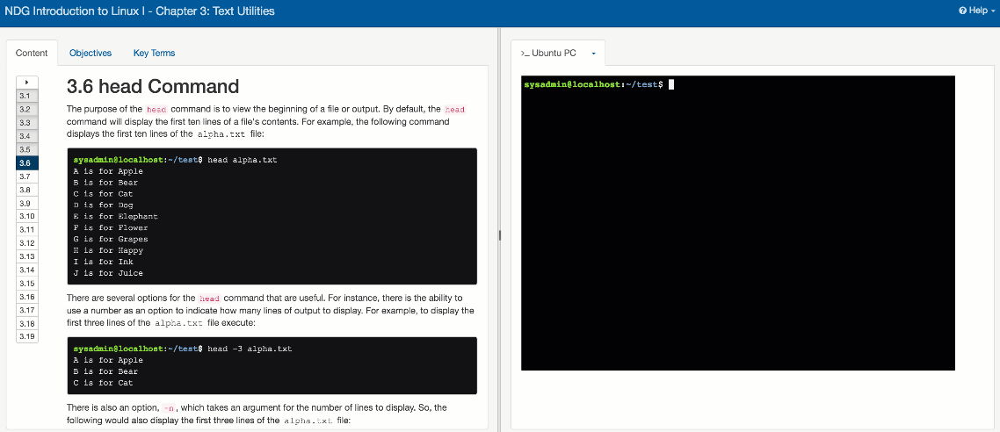 NDG Introduction to Linux I - Chapter 3: Text Utilities
Help
Content
Objectives
Key Terms
>_ Ubuntu PC
3.1
3.2
3.3
3.4
3.5
3.6
3.7
3.8
3.9
3.10
3.11
3.12
3.13
3.14
3.15
3.16
3.17
3.18
3.19
3.6 head Command
The purpose of the head command is to view the beginning of a file or output. By default, the head
command will display the first ten lines of a file's contents. For example, the following command
displays the first ten lines of the alpha.txt file:
sysadmin@localhost:~/test$ head alpha.txt
A is for Apple
B is for Bear
C is for Cat
D is for Dog
E is for Elephant
F is for Flower
G is for Grapes
H is for Happy
I is for Ink
J is for Juice
There are several options for the head command that are useful. For instance, there is the ability to
use a number as an option to indicate how many lines of output to display. For example, to display the
first three lines of the alpha.txt file execute:
sysadmin@localhost:~/test$ head -3 alpha.txt
A is for Apple
B is for Bear
C is for Cat
There is also an option, -n, which takes an argument for the number of lines to display. So, the
following would also display the first three lines of the alpha.txt file:
sysadmin@localhost:~/test$